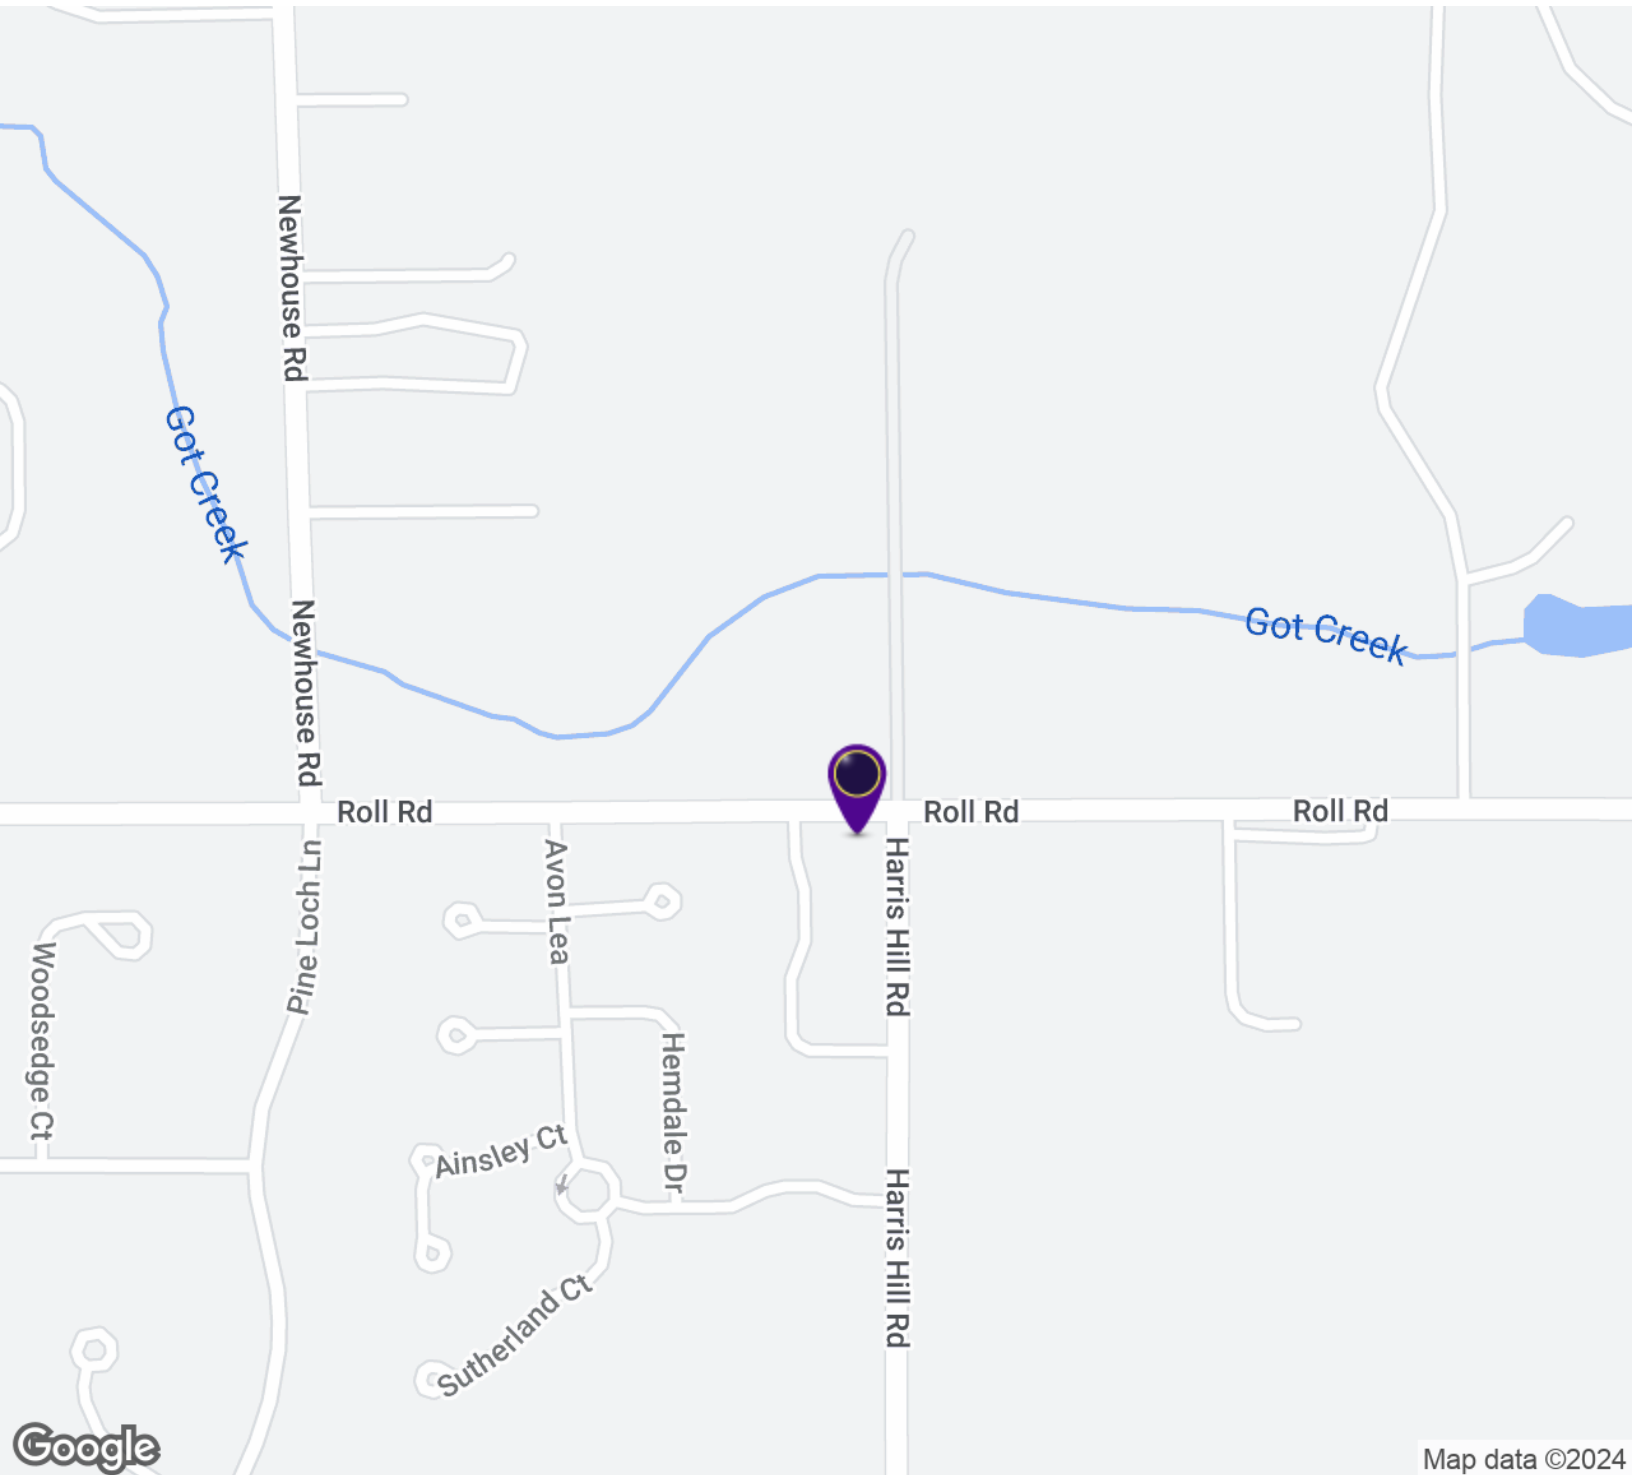 Newhouse Rd
Got Creek
Newhouse Rd
Got Creek
Roll Rd
Roll Rd
Roll Rd
Pine Loch Ln
Avon Lea
Harris Hill Rd
Woodsedge Ct
Hemdale Dr
Ainsley Ct
Harris Hill Rd
Sutherland Ct
Google
Map data ©2024